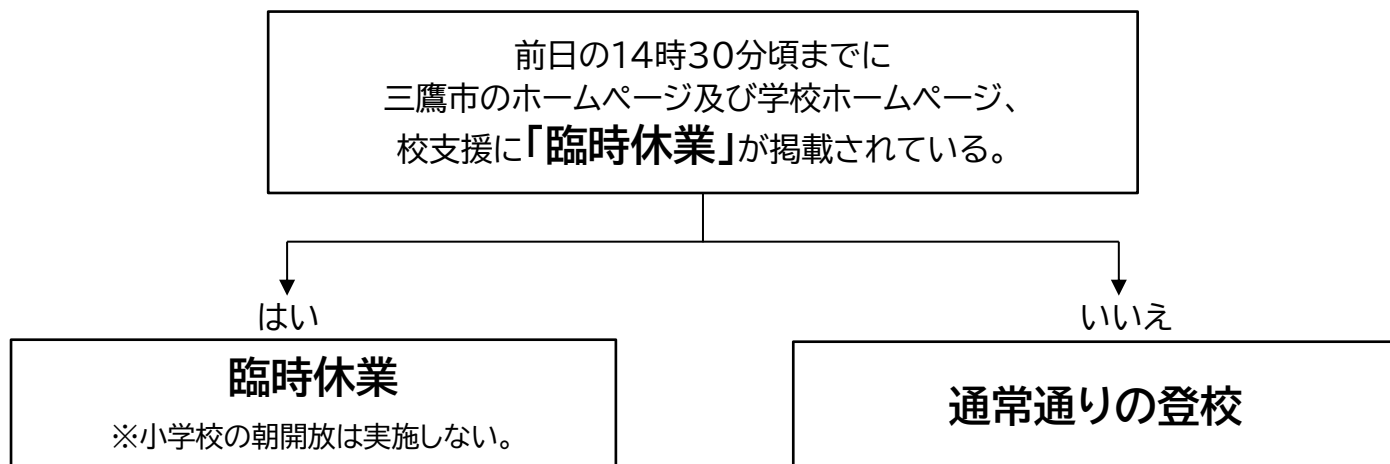 前日の14時30分頃までに
三鷹市のホームページ及び学校ホームページ、
校支援に「臨時休業」が掲載されている。
はい
いいえ
臨時休業
※小学校の朝開放は実施しない。
通常通りの登校